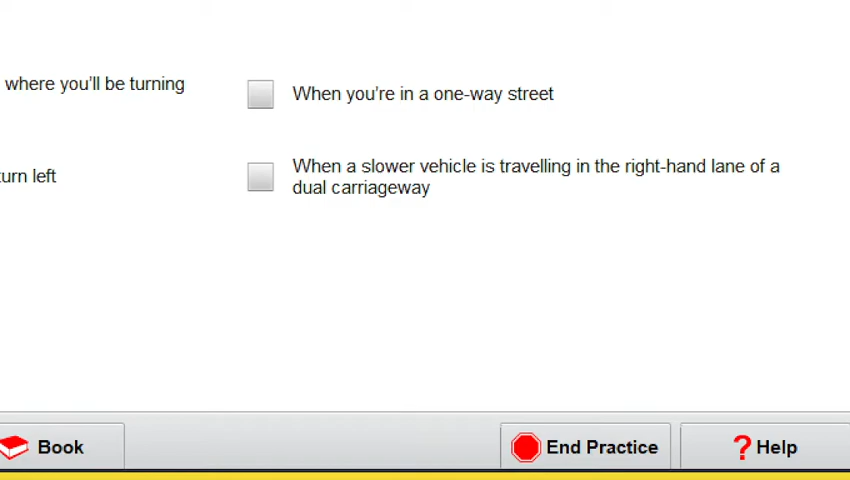 where you'll be turning
When you're in a one-way street
turn left
When a slower vehicle is travelling in the right-hand lane of a
dual carriageway
Book
End Practice
? Help